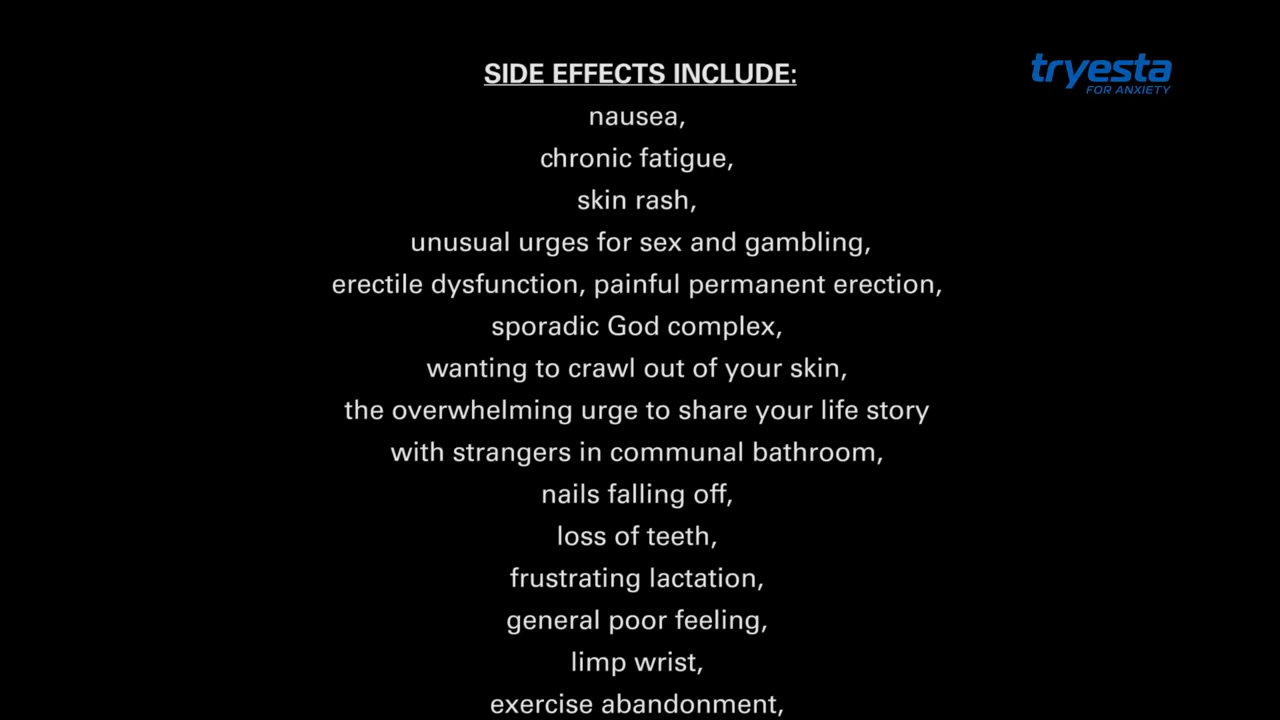 SIDE EFFECTS INCLUDE:
tryesta
FOR ANXIETY
nausea,
chronic fatigue,
skin rash,
unusual urges for sex and gambling,
erectile dysfunction, painful permanent erection,
sporadic God complex,
wanting to crawl out of your skin,
the overwhelming urge to share your life story
with strangers in communal bathroom,
nails falling off,
loss of teeth,
frustrating lactation,
general poor feeling,
limp wrist,
exercise abandonment,